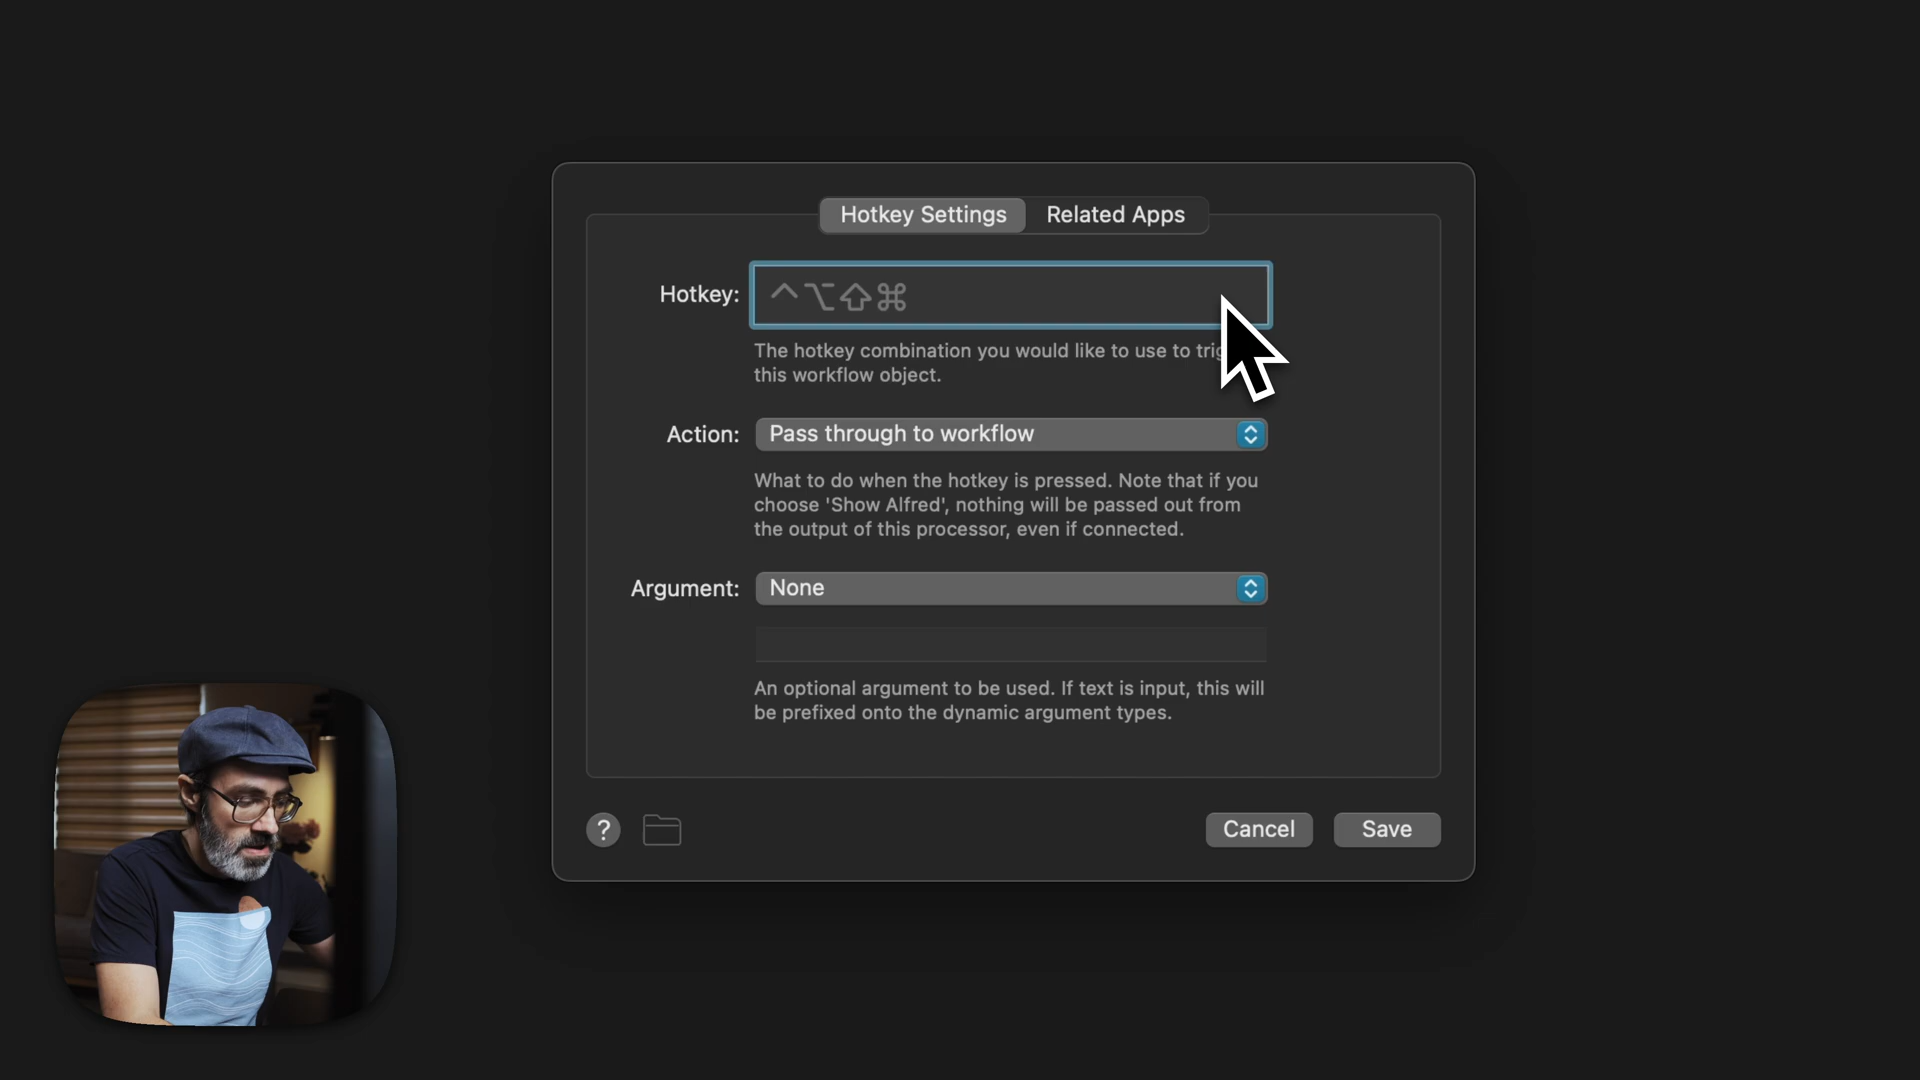 Hotkey Settings
Related Apps
Hotkey:
⌃⌥⇧⌘
The hotkey combination you would like to use to
this workflow object.
Action:
Pass through to workflow
What to do when the hotkey is pressed. Note that if you
choose 'Show Alfred', nothing will be passed out from
the output of this processor, even if connected.
Argument:
None
An optional argument to be used. If text is input, this will
be prefixed onto the dynamic argument types.
?
Cancel
Save